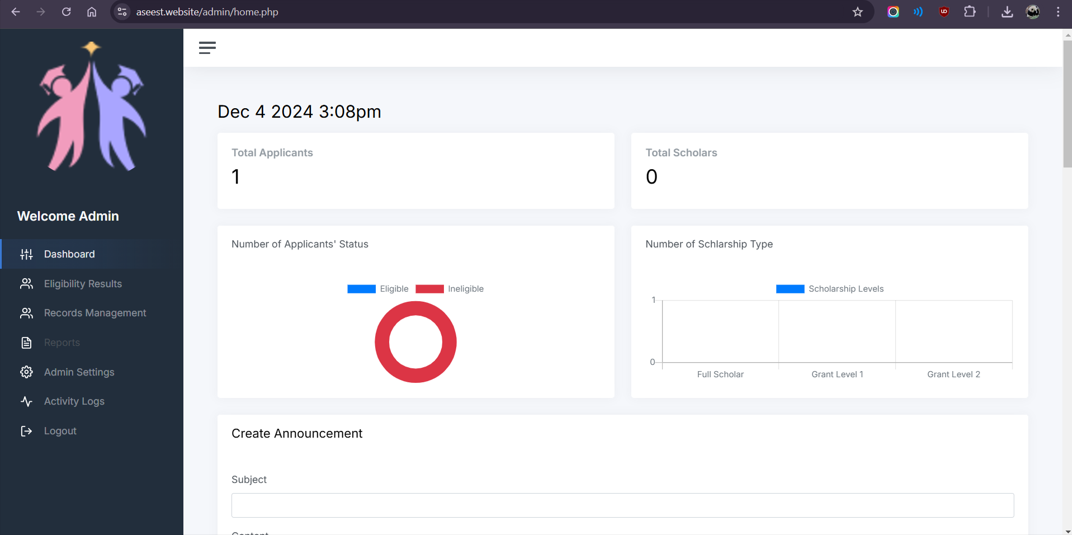 aseest.website/admin/home.php
UD
Welcome Admin
Dashboard
Eligibility Results
Records Management
Reports
Admin Settings
Activity Logs
Logout
Dec 4 2024 3:08pm
Total Applicants
1
Total Scholars
0
Number of Applicants' Status
Eligible
Ineligible
Number of Schlarship Type
Scholarship Levels
1
0
Full Scholar
Grant Level 1
Grant Level 2
Create Announcement
Subject
Content